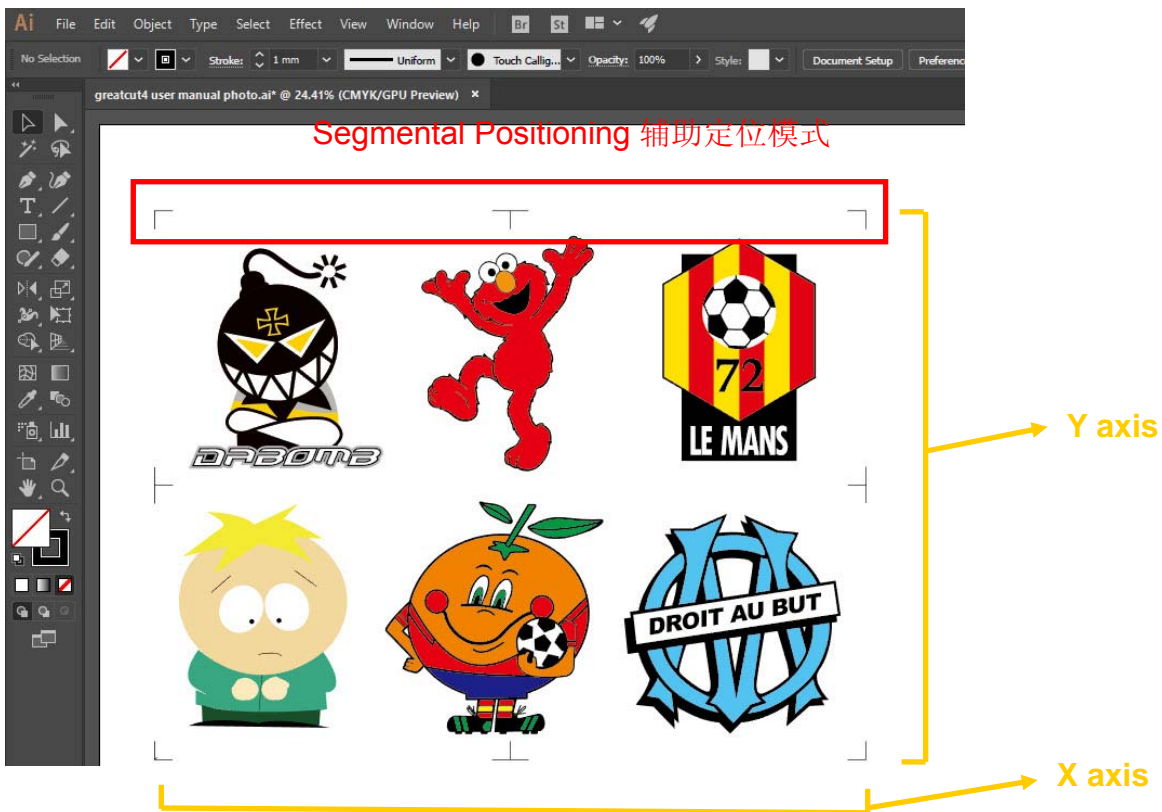 Ai File Edit Object Type Select Effect View Window Help Br St
No Selection Stroke: 1 mm Uniform Touch Callig... Opacity: 100% Style: Document Setup Preferenc
greatcut4 user manual photo.ai* @ 24.41% (CMYK/GPU Preview) ×
Segmental Positioning 辅助定位模式
72
LE MANS
DABOMB
Y axis
DROIT AU BUT
X axis